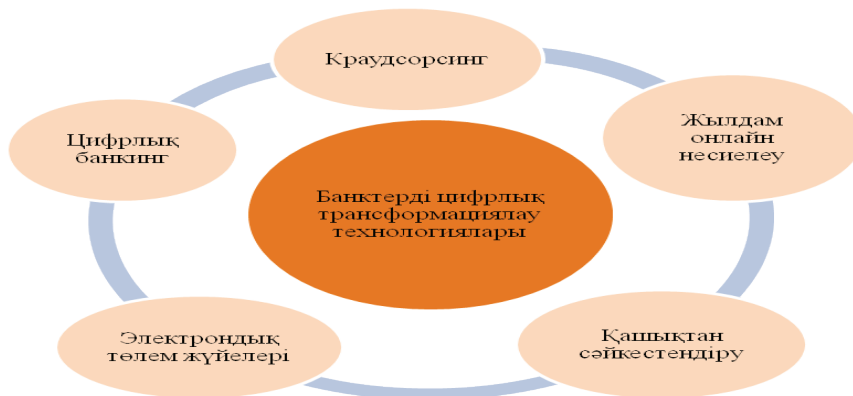 Краудсорсинг
Жылдам
онлайн
несиелеу
Цифрлық
банкинг
Банктерді цифрлық
трансформациялау
технологиялары
Электрондық
төлем жүйелері
Қашықтан
сәйкестендіру